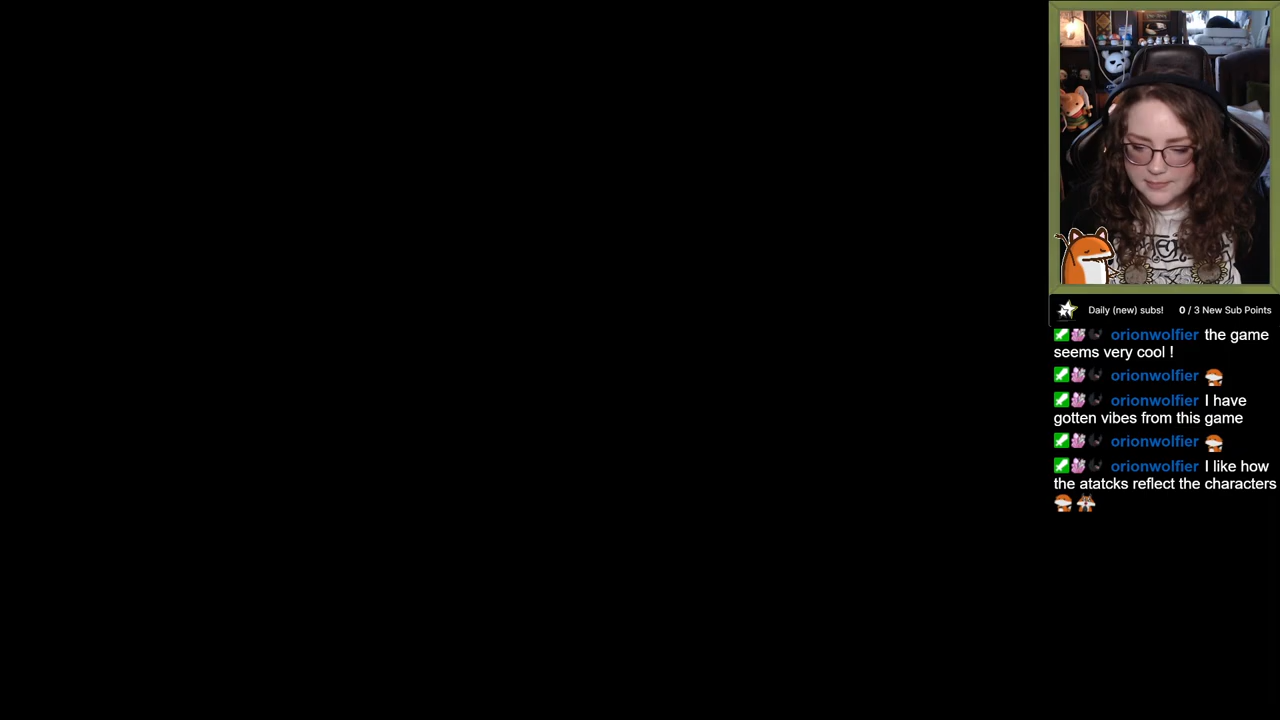 Daily (new) subs! 0 / 3 New Sub Points
orionwolfier the game
seems very cool !
orionwolfier
orionwolfier I have
gotten vibes from this game
orionwolfier
orionwolfier I like how
the atatcks reflect the characters